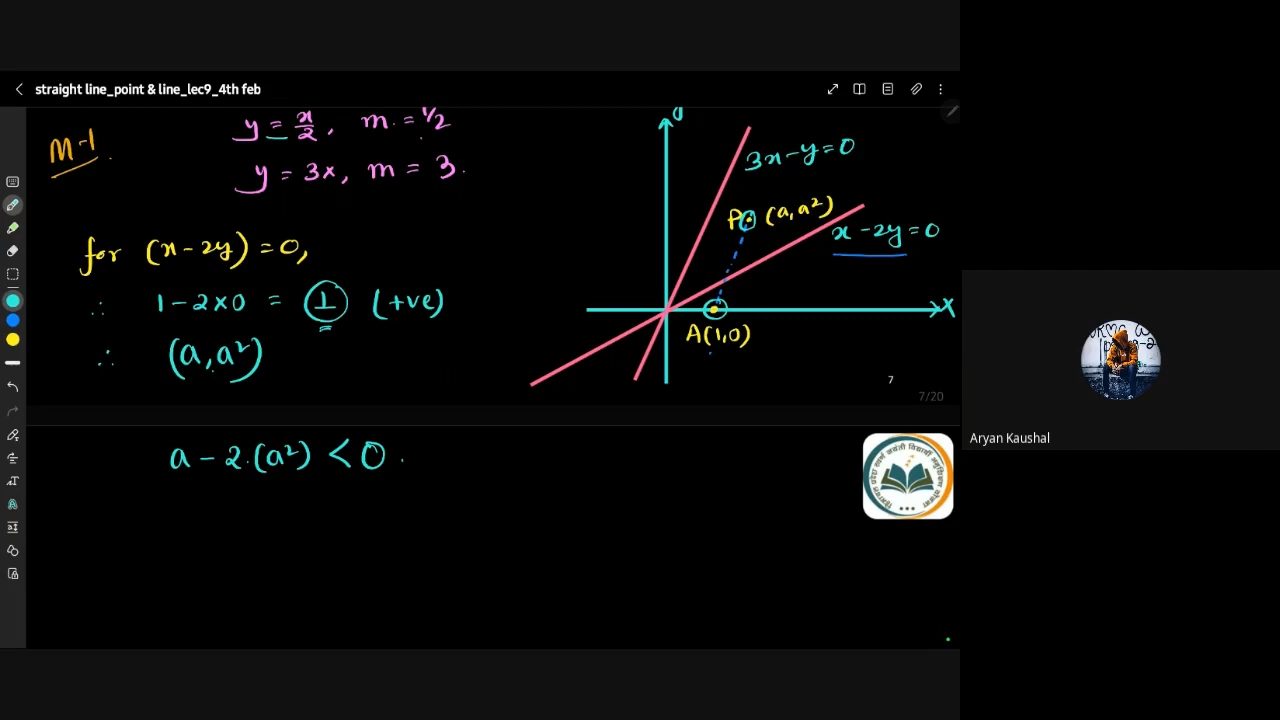 straight line_point & line_lec9_4th feb
M-1
y = x/2, m = 1/2
y = 3x, m = 3.
for (x-2y) = 0,
∴ 1-2×0 = 1 (+ve)
∴ (a,a²)
a - 2.(a²) < 0.
3x-y=0
P (a,a²)
x-2y=0
X
A(1,0)
7
7/20
Aryan Kaushal